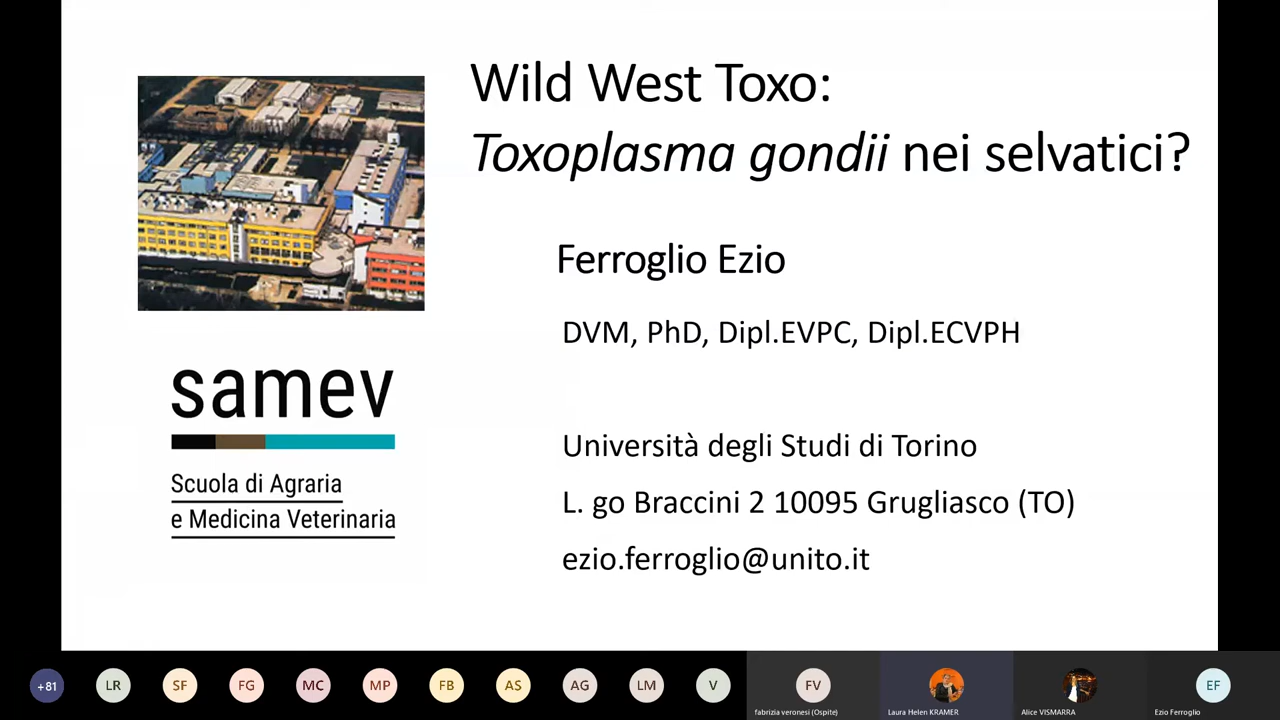 Wild West Toxo:
Toxoplasma gondii nei selvatici?
Ferroglio Ezio
DVM, PhD, Dipl.EVPC, Dipl.ECVPH
samev
Scuola di Agraria
e Medicina Veterinaria
Università degli Studi di Torino
L. go Braccini 2 10095 Grugliasco (TO)
ezio.ferroglio@unito.it
+81
LR
SF
FG
MC
MP
FB
AS
AG
LM
V
FV
EF
fabrizia veronesi (Ospite)
Laura Helen KRAMER
Alice VISMARRA
Ezio Ferroglio